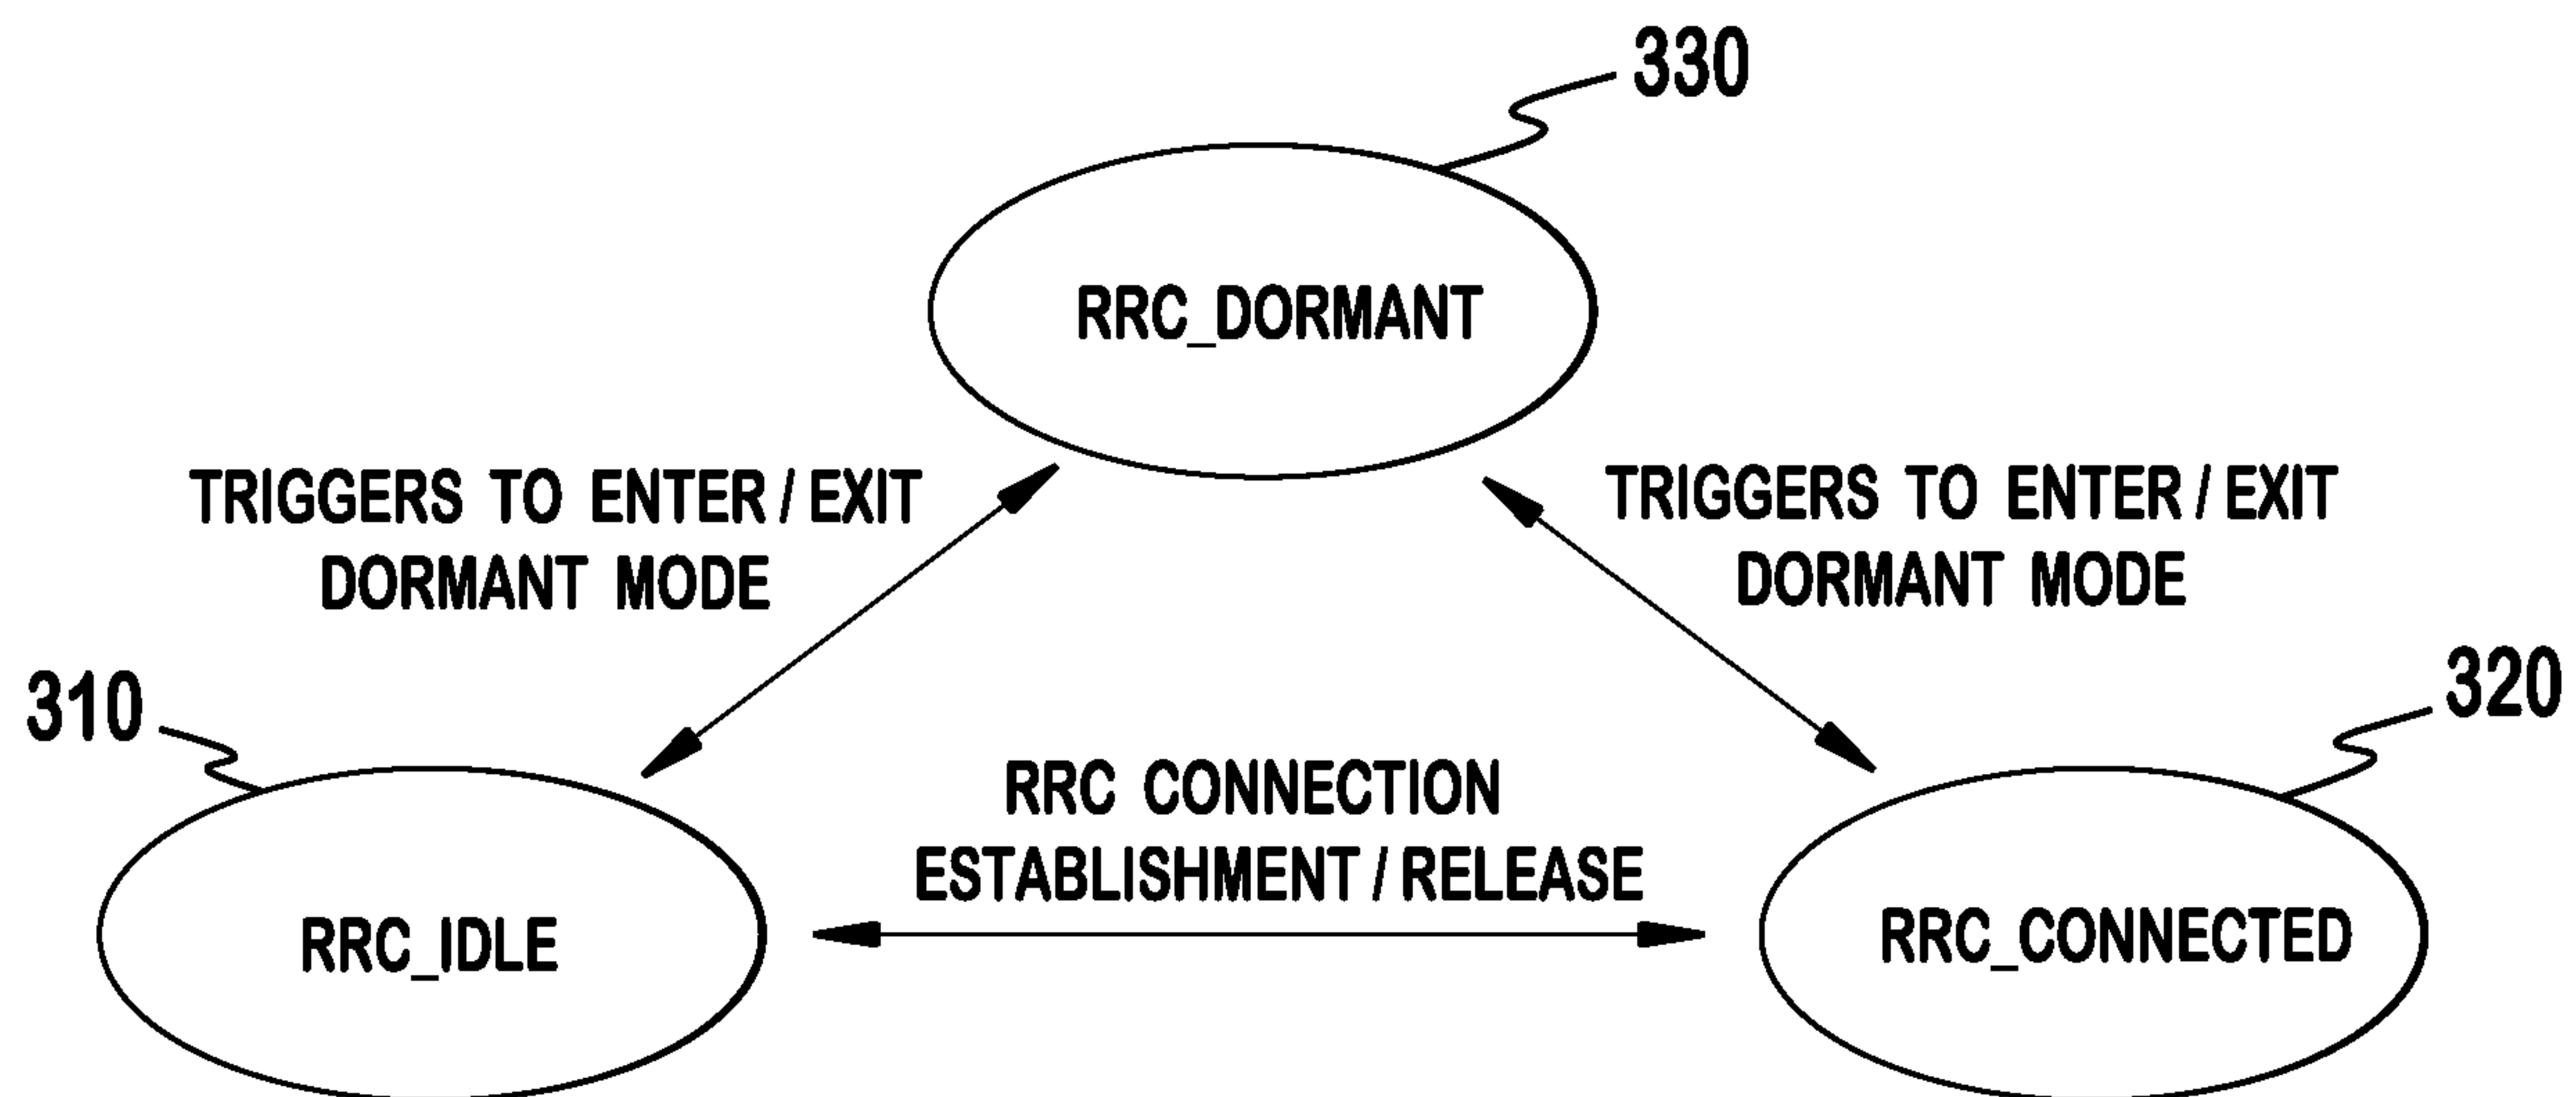 330
RRC_DORMANT
TRIGGERS TO ENTER / EXIT
DORMANT MODE
TRIGGERS TO ENTER / EXIT
DORMANT MODE
310
320
RRC CONNECTION
ESTABLISHMENT / RELEASE
RRC_IDLE
RRC_CONNECTED